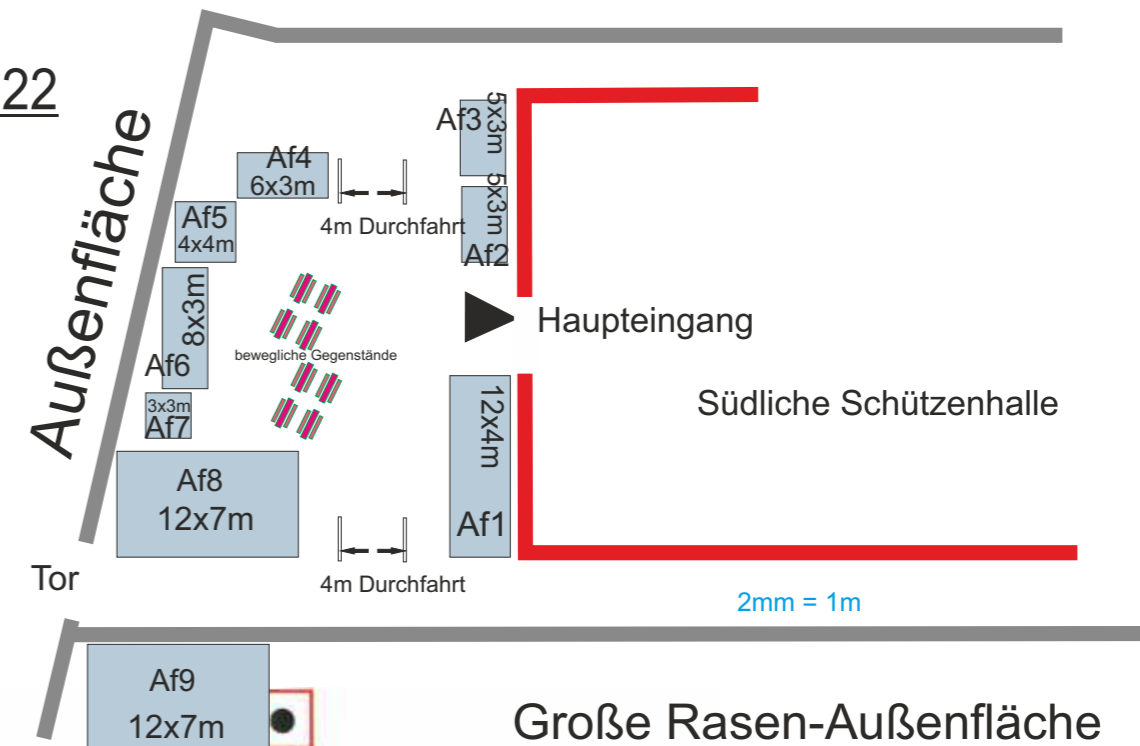 22
Außenfläche
Af3
5x3m
Af4
6x3m
4m Durchfahrt
5x3m
Af2
Af5
4x4m
8x3m
Af6
bewegliche Gegenstände
Haupteingang
3x3m
Af7
12x4m
Af1
Südliche Schützenhalle
Af8
12x7m
4m Durchfahrt
Tor
2mm = 1m
Af9
12x7m
Große Rasen-Außenfläche